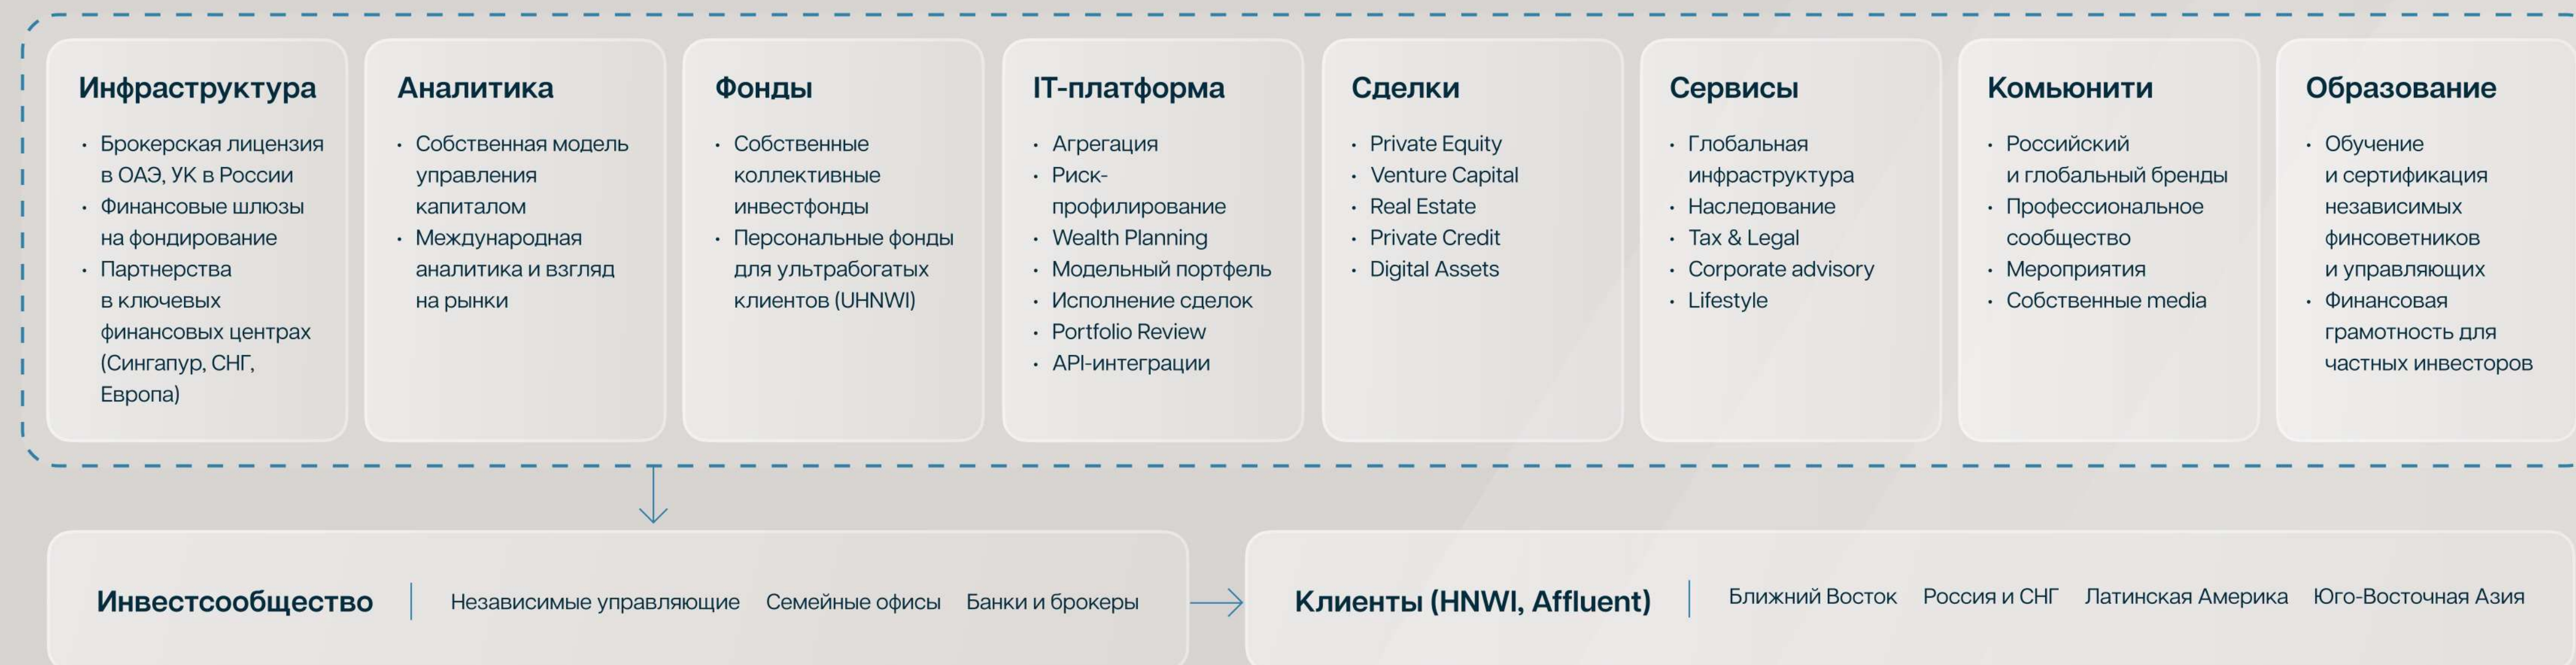 Инфраструктура
Брокерская лицензия
в ОАЭ, УК в России
Финансовые шлюзы
на фондирование
Партнерства
в ключевых
финансовых центрах
(Сингапур, СНГ,
Европа)
Аналитика
Собственная модель
управления
капиталом
Международная
аналитика и взгляд
на рынки
Фонды
Собственные
коллективные
инвестфонды
Персональные фонды
для ультрабогатых
клиентов (UHNWI)
IT-платформа
Агрегация
Риск-
профилирование
Wealth Planning
Модельный портфель
Исполнение сделок
Portfolio Review
API-интеграции
Сделки
Private Equity
Venture Capital
Real Estate
Private Credit
Digital Assets
Сервисы
Глобальная
инфраструктура
Наследование
Tax & Legal
Corporate advisory
Lifestyle
Комьюнити
Российский
и глобальный бренды
Профессиональное
сообщество
Мероприятия
Собственные media
Образование
Обучение
и сертификация
независимых
финсоветников
и управляющих
Финансовая
грамотность для
частных инвесторов
Инвестсообщество
Независимые управляющие Семейные офисы Банки и брокеры
Клиенты (HNWI, Affluent)
Ближний Восток Россия и СНГ Латинская Америка Юго-Восточная Азия